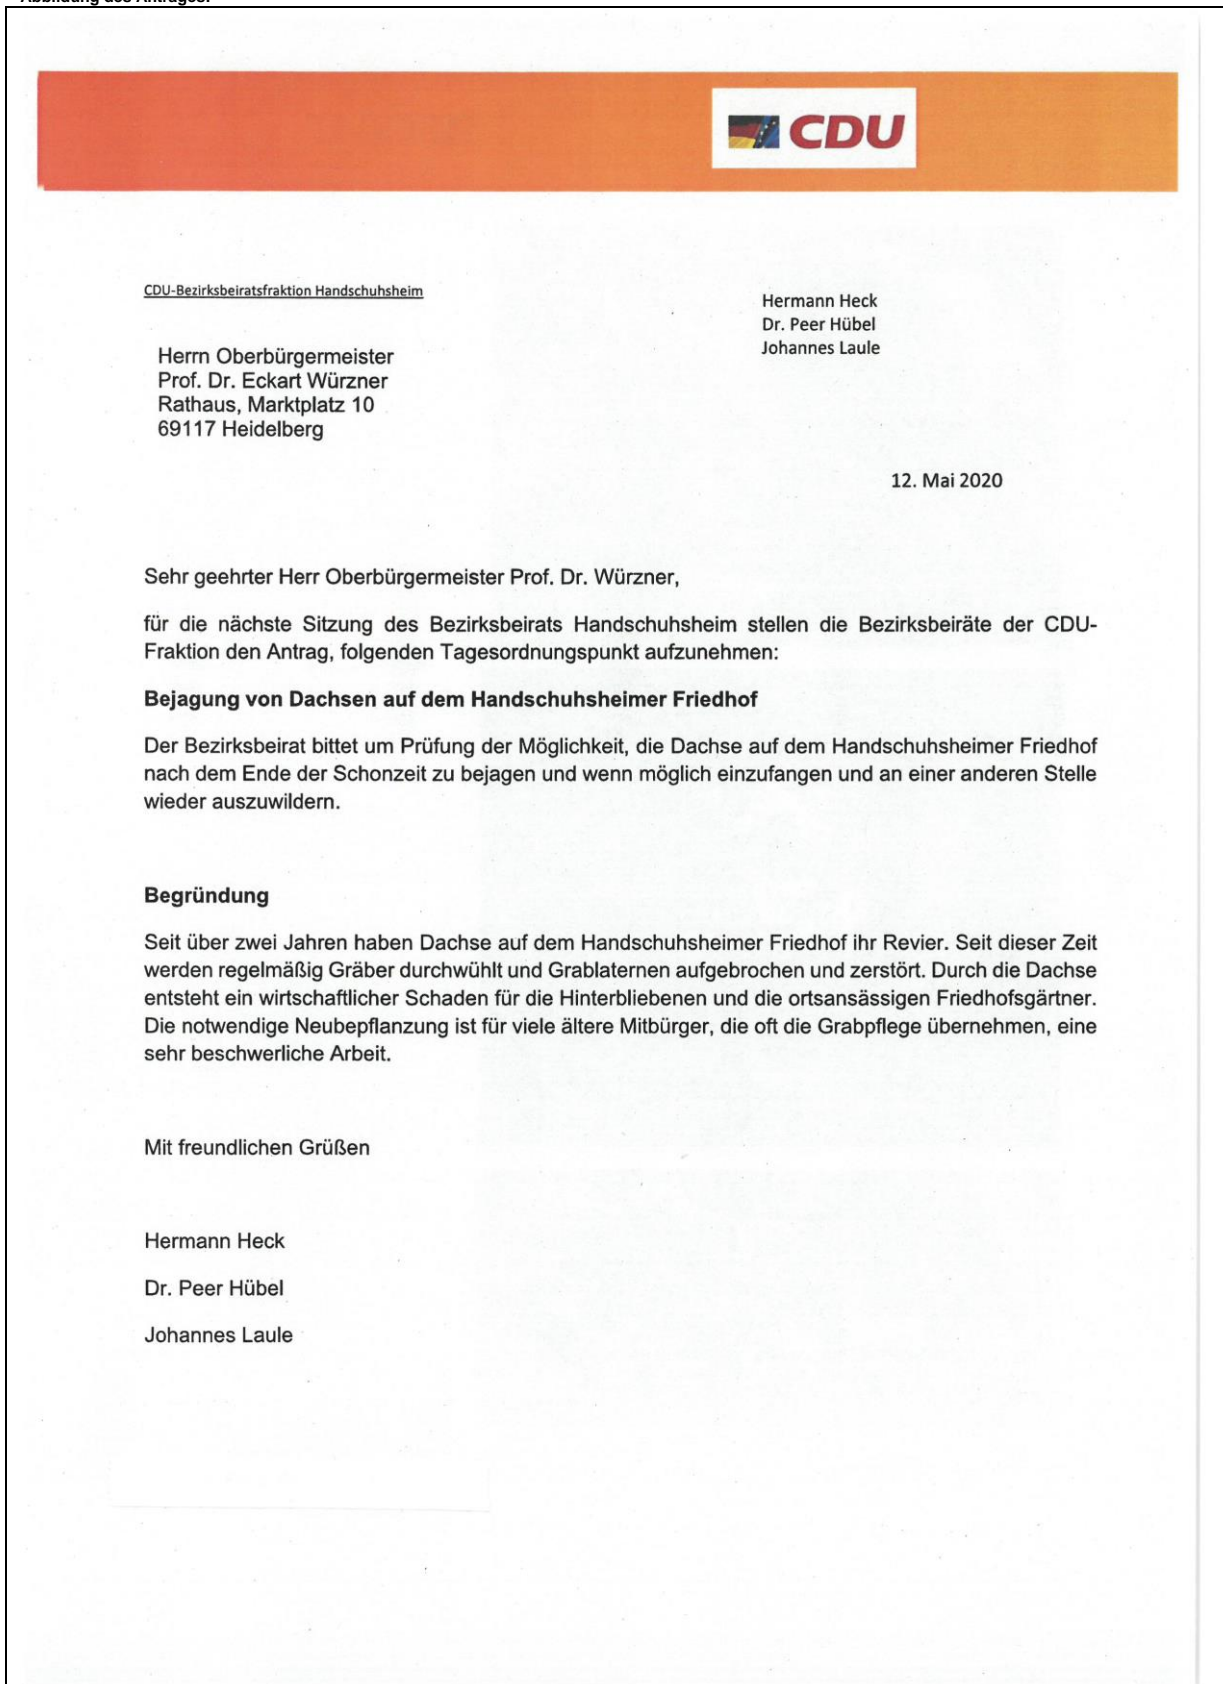 Abbildung des Antrages:
CDU
CDU-Bezirksbeiratsfraktion Handschuhsheim
Hermann Heck
Dr. Peer Hübel
Johannes Laule
Herrn Oberbürgermeister
Prof. Dr. Eckart Würzner
Rathaus, Marktplatz 10
69117 Heidelberg
12. Mai 2020
Sehr geehrter Herr Oberbürgermeister Prof. Dr. Würzner,
für die nächste Sitzung des Bezirksbeirats Handschuhsheim stellen die Bezirksbeiräte der CDU-
Fraktion den Antrag, folgenden Tagesordnungspunkt aufzunehmen:
Bejagung von Dachsen auf dem Handschuhsheimer Friedhof
Der Bezirksbeirat bittet um Prüfung der Möglichkeit, die Dachse auf dem Handschuhsheimer Friedhof
nach dem Ende der Schonzeit zu bejagen und wenn möglich einzufangen und an einer anderen Stelle
wieder auszuwildern.
Begründung
Seit über zwei Jahren haben Dachse auf dem Handschuhsheimer Friedhof ihr Revier. Seit dieser Zeit
werden regelmäßig Gräber durchwühlt und Grablaternen aufgebrochen und zerstört. Durch die Dachse
entsteht ein wirtschaftlicher Schaden für die Hinterbliebenen und die ortsansässigen Friedhofsgärtner.
Die notwendige Neubepflanzung ist für viele ältere Mitbürger, die oft die Grabpflege übernehmen, eine
sehr beschwerliche Arbeit.
Mit freundlichen Grüßen
Hermann Heck
Dr. Peer Hübel
Johannes Laule